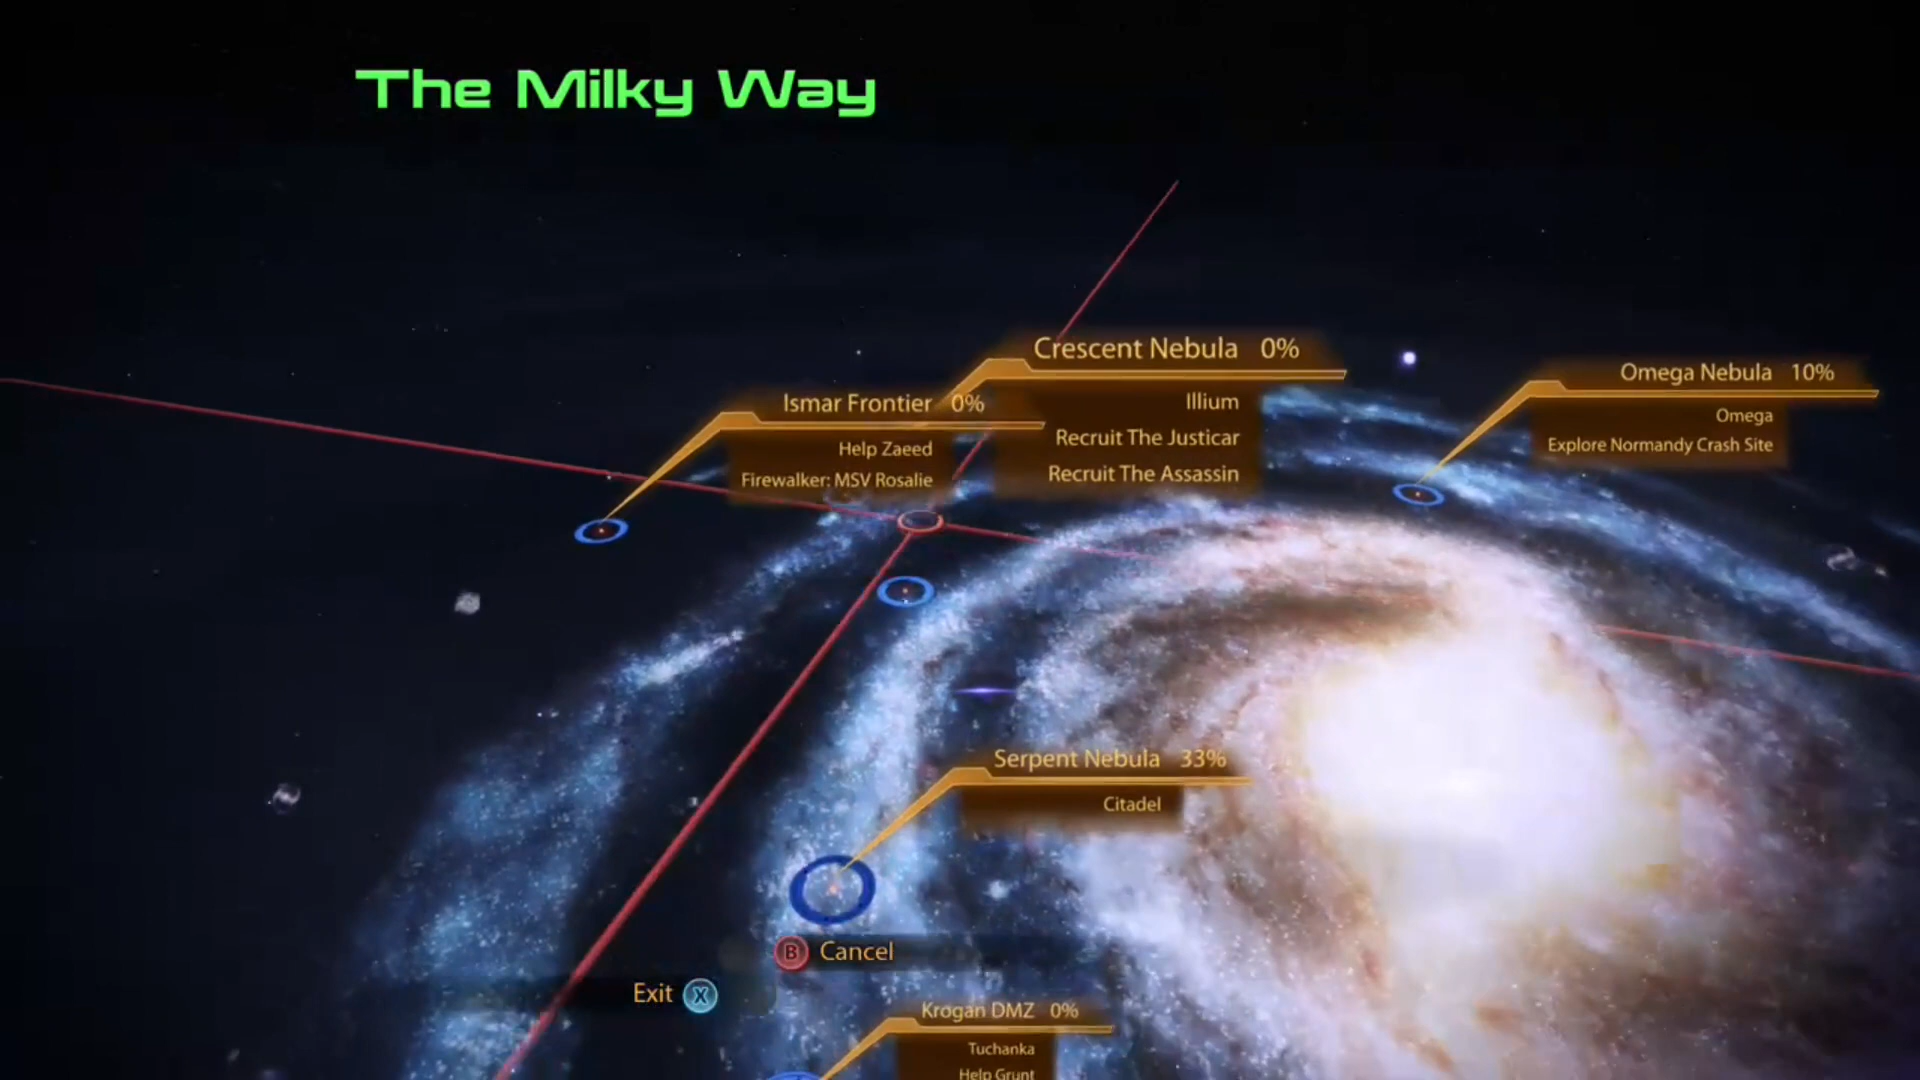 The Milky Way
Crescent Nebula 0%
Illium
Recruit The Justicar
Recruit The Assassin
Ismar Frontier 0%
Help Zaeed
Firewalker: MSV Rosalie
Omega Nebula 10%
Omega
Explore Normandy Crash Site
Serpent Nebula 33%
Citadel
B Cancel
Exit X
Krogan DMZ 0%
Tuchanka
Help Grunt